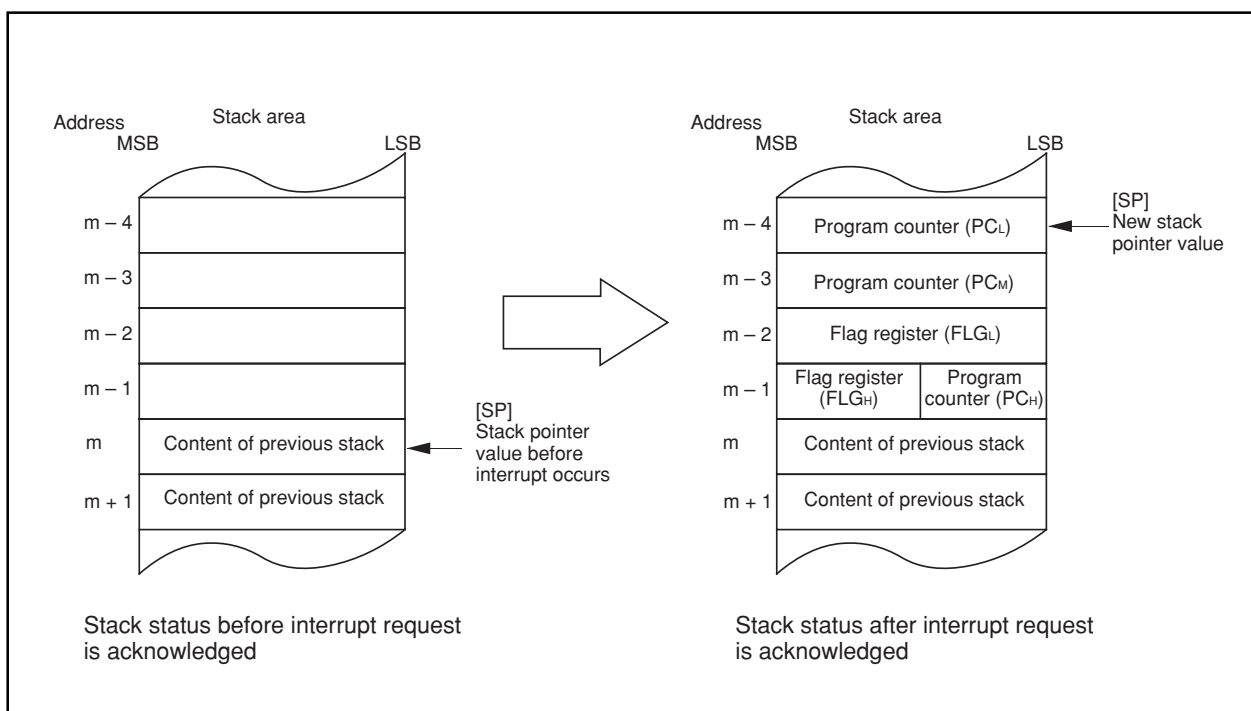 Stack area
Address
MSB
LSB
m – 4
m – 3
m – 2
m – 1
m
Content of previous stack
m + 1
Content of previous stack
[SP]
Stack pointer
value before
interrupt occurs
Stack status before interrupt request
is acknowledged
Stack area
Address
MSB
LSB
m – 4
Program counter (PCL)
[SP]
New stack
pointer value
m – 3
Program counter (PCM)
m – 2
Flag register (FLGL)
m – 1
Flag register
(FLGH)
Program
counter (PCH)
m
Content of previous stack
m + 1
Content of previous stack
Stack status after interrupt request
is acknowledged